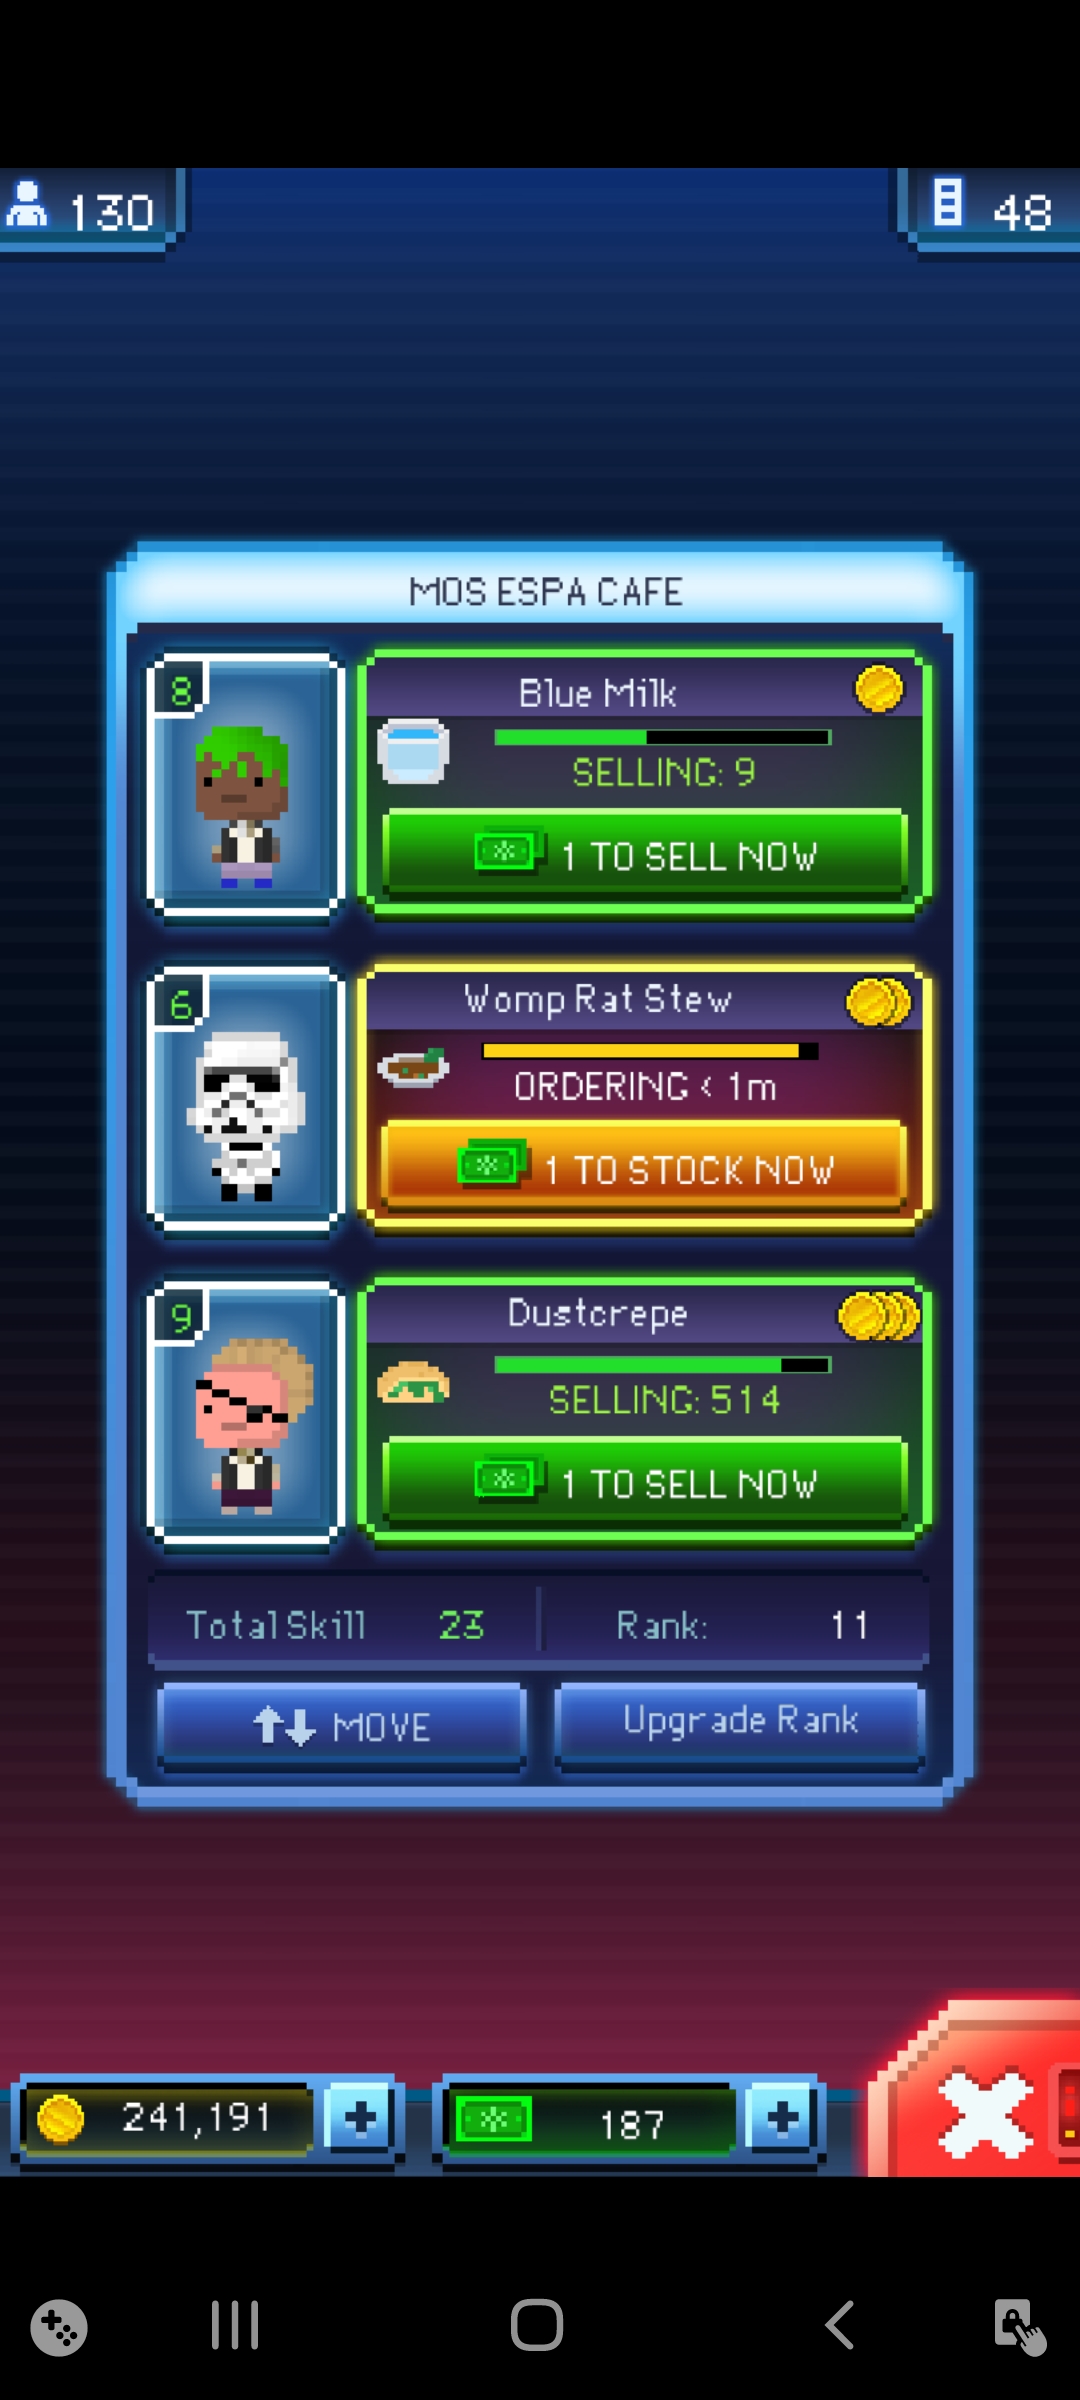 130
48
MOS ESPA CAFE
8
Blue Milk
SELLING: 9
1 TO SELL NOW
6
Womp Rat Stew
ORDERING < 1m
1 TO STOCK NOW
9
Dustcrepe
SELLING: 514
1 TO SELL NOW
Total Skill 23 Rank: 11
MOVE Upgrade Rank
241,191 187